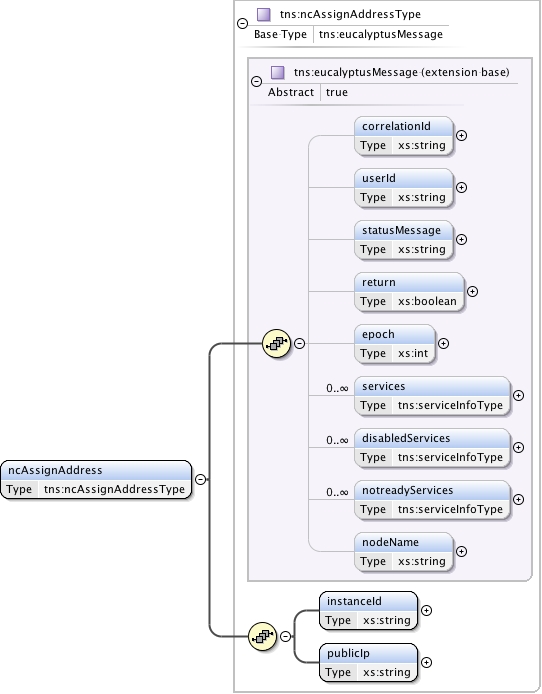 tns:ncAssignAddressType
Base Type tns:eucalyptusMessage
tns:eucalyptusMessage (extension base)
Abstract true
correlationId
Type xs:string
userId
Type xs:string
statusMessage
Type xs:string
return
Type xs:boolean
epoch
Type xs:int
0..∞ services
Type tns:serviceInfoType
0..∞ disabledServices
Type tns:serviceInfoType
0..∞ notreadyServices
Type tns:serviceInfoType
nodeName
Type xs:string
ncAssignAddress
Type tns:ncAssignAddressType
instanceId
Type xs:string
publicIp
Type xs:string